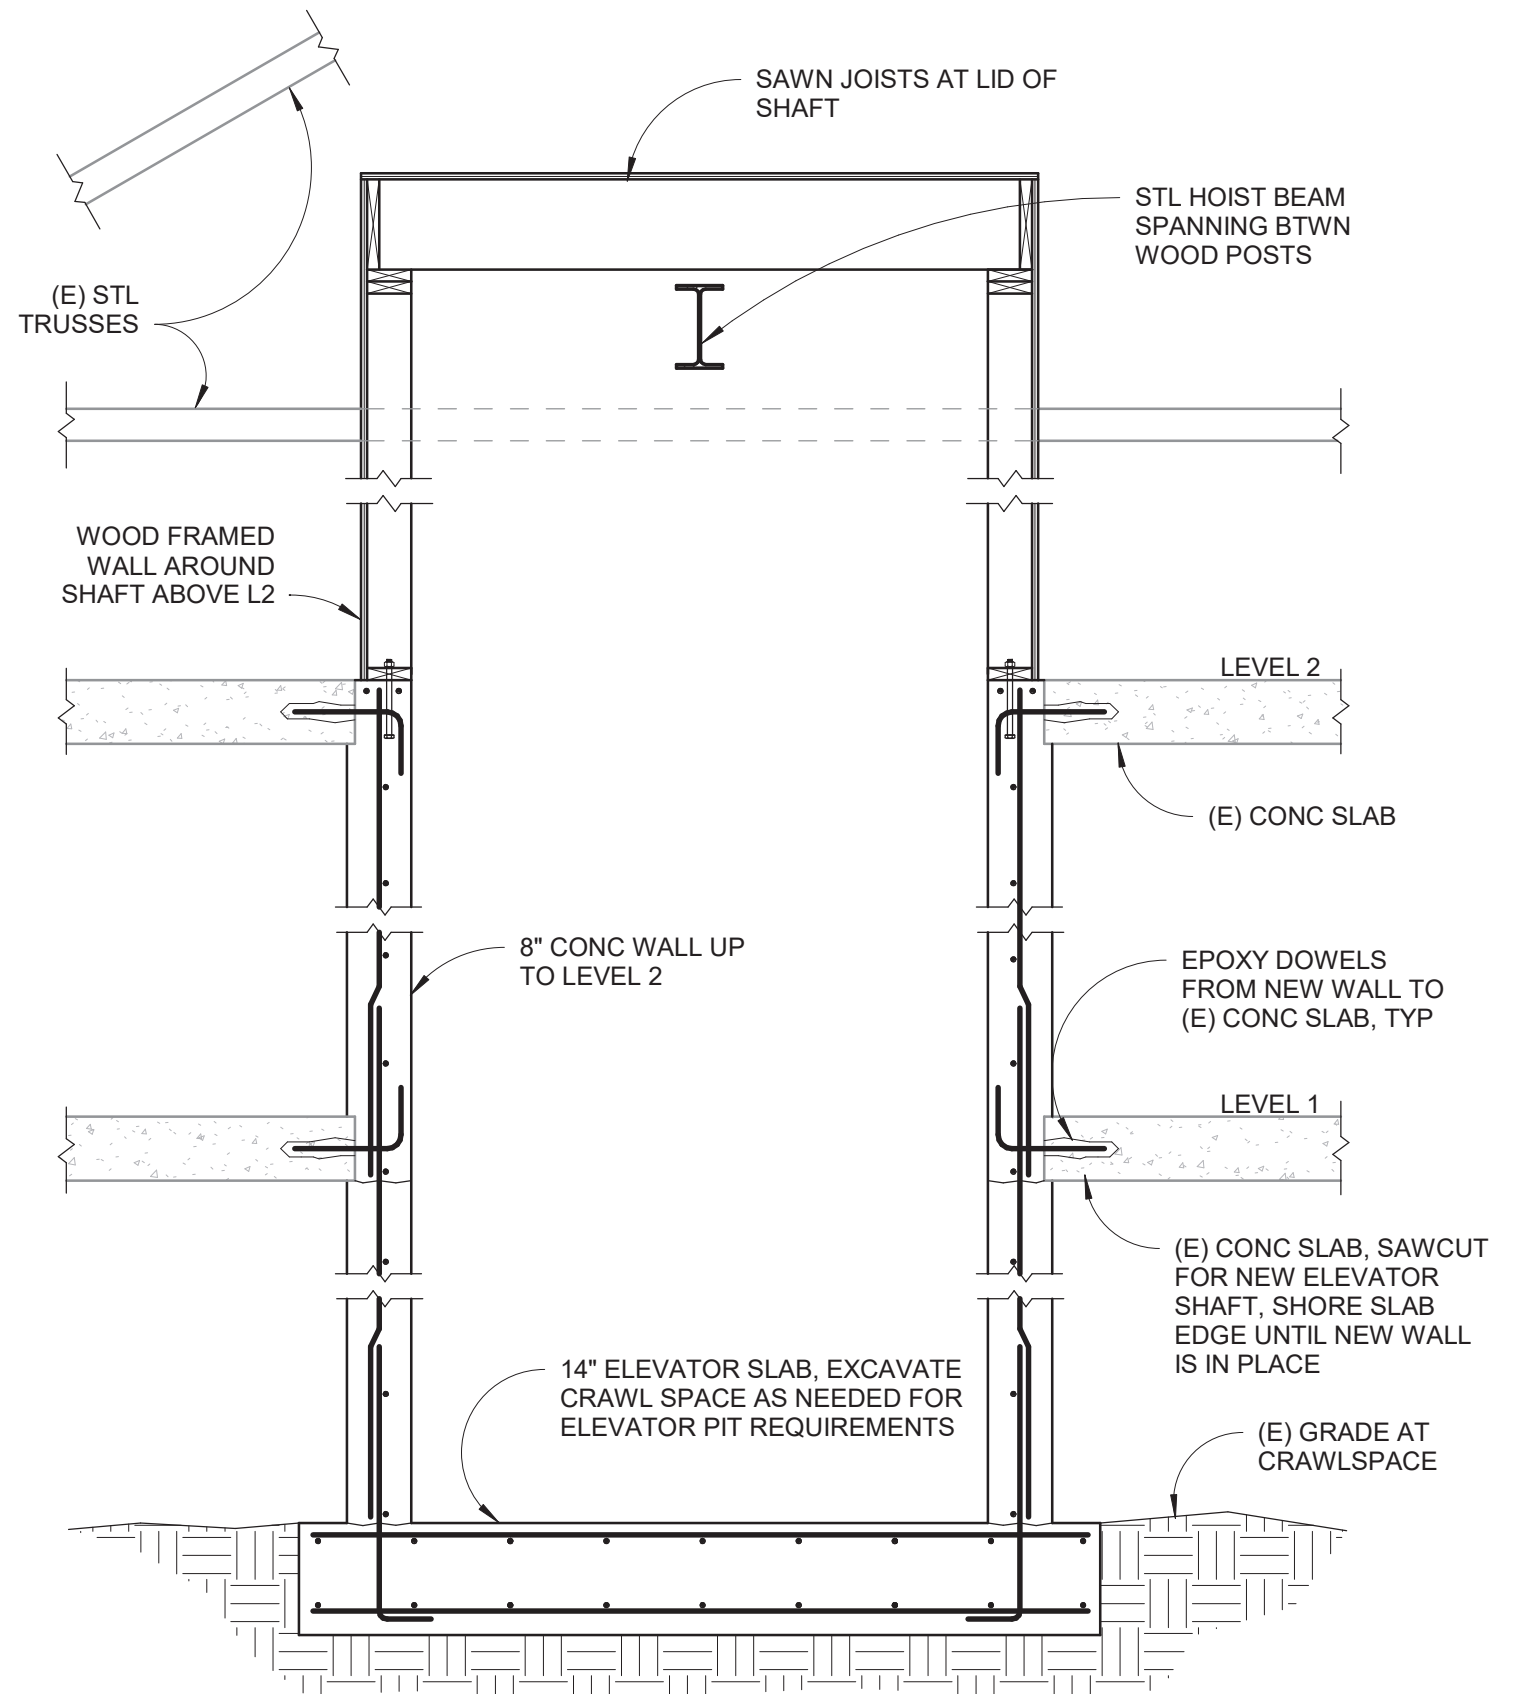 SAWN JOISTS AT LID OF
SHAFT
STL HOIST BEAM
SPANNING BTWN
WOOD POSTS
(E) STL
TRUSSES
WOOD FRAMED
WALL AROUND
SHAFT ABOVE L2
LEVEL 2
(E) CONC SLAB
8" CONC WALL UP
TO LEVEL 2
EPOXY DOWELS
FROM NEW WALL TO
(E) CONC SLAB, TYP
LEVEL 1
(E) CONC SLAB, SAWCUT
FOR NEW ELEVATOR
SHAFT, SHORE SLAB
EDGE UNTIL NEW WALL
IS IN PLACE
14" ELEVATOR SLAB, EXCAVATE
CRAWL SPACE AS NEEDED FOR
ELEVATOR PIT REQUIREMENTS
(E) GRADE AT
CRAWLSPACE